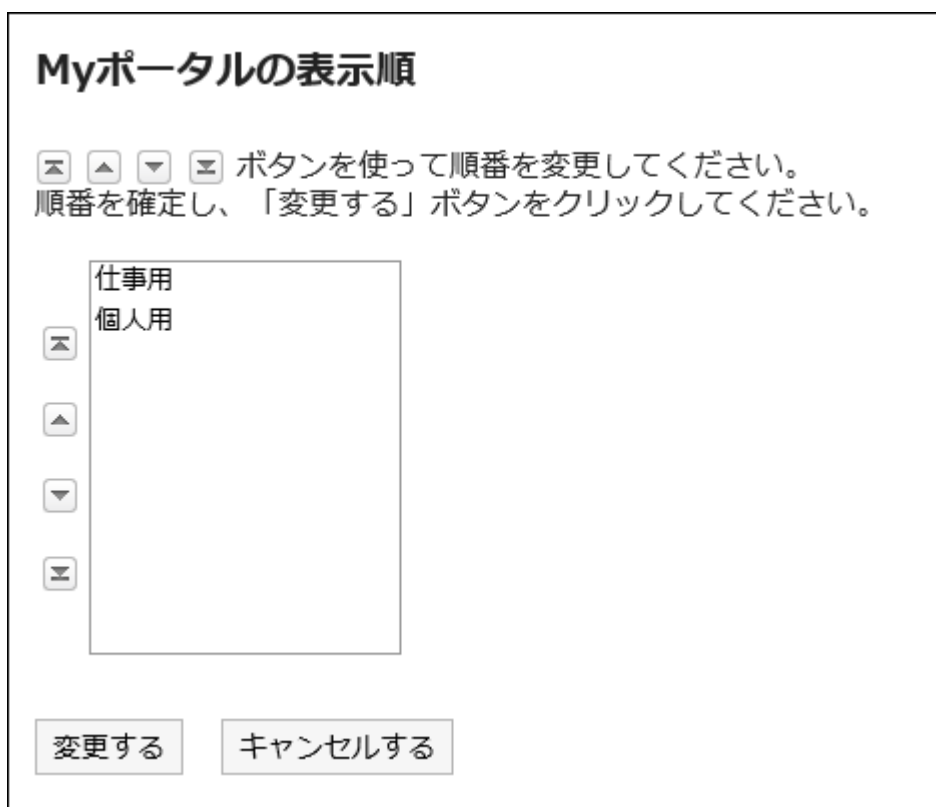 Myポータルの表示順
ボタンを使って順番を変更してください。
順番を確定し、「変更する」ボタンをクリックしてください。
仕事用
個人用
変更する
キャンセルする